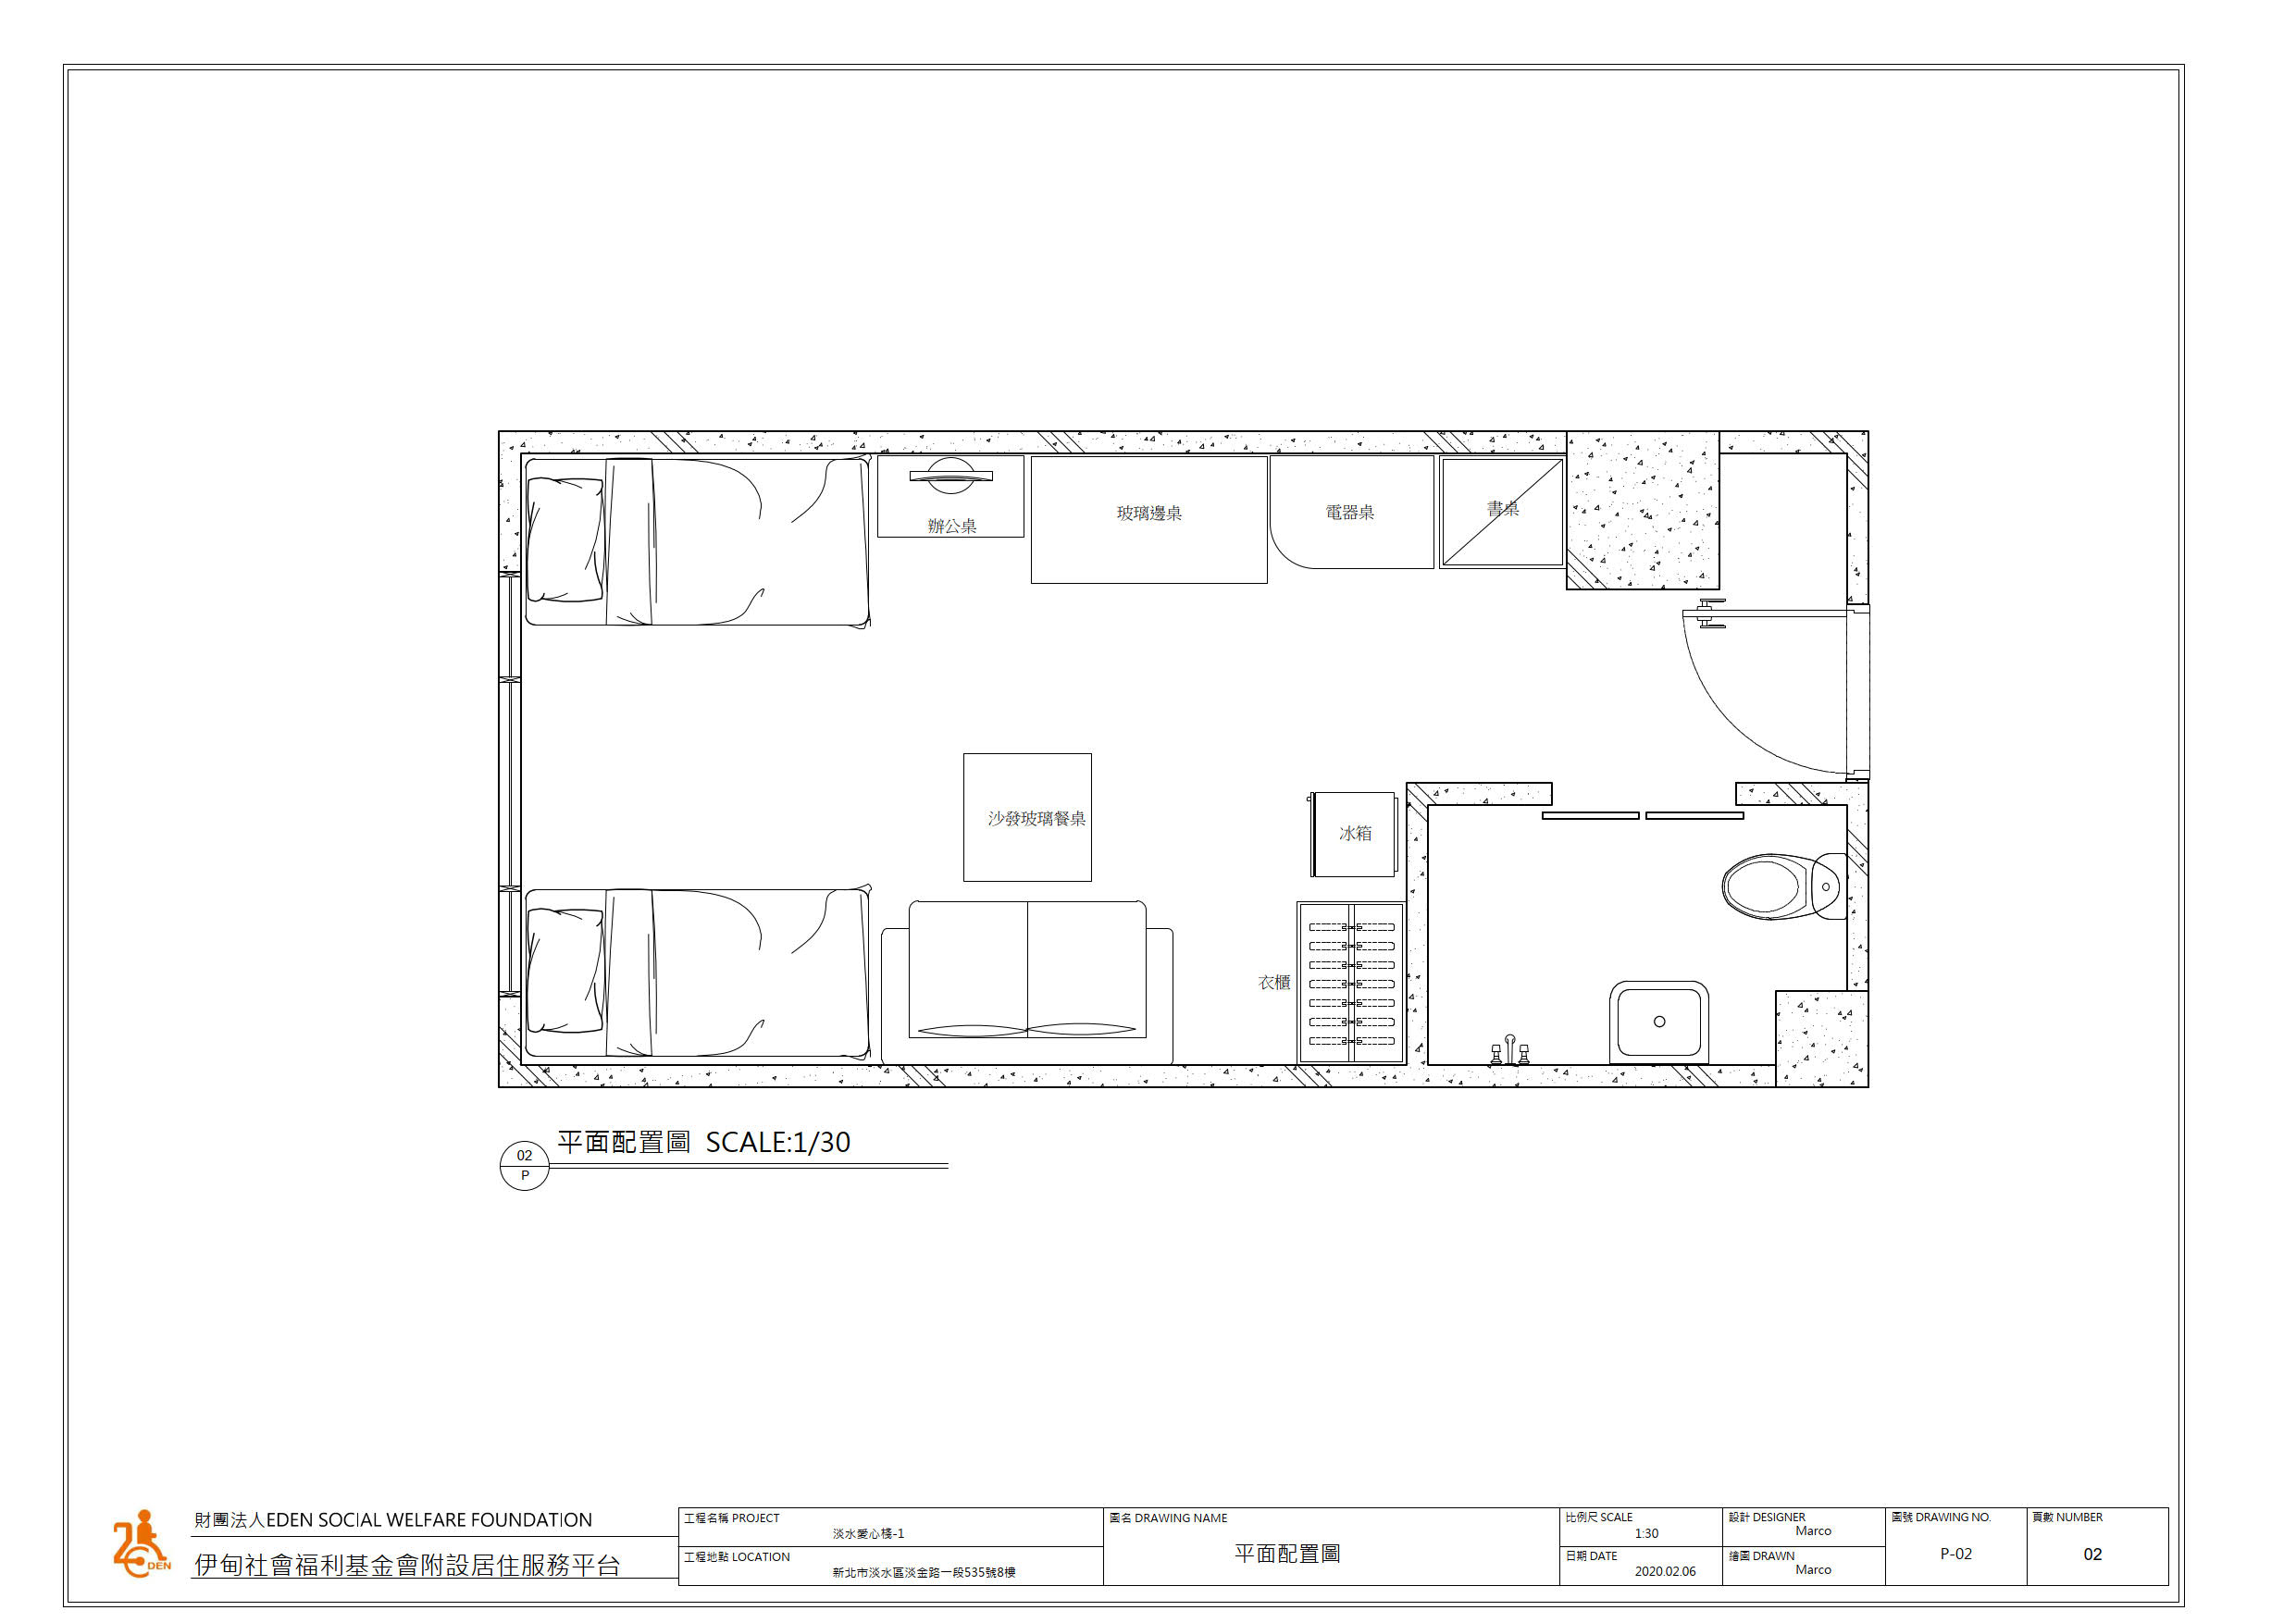 辦公桌
玻璃邊桌
電器桌
書桌
沙發玻璃餐桌
冰箱
衣櫃
02
P
平面配置圖 SCALE:1/30
DEN
財團法人EDEN SOCIAL WELFARE FOUNDATION
伊甸社會福利基金會附設居住服務平台
工程名稱 PROJECT
淡水愛心棧-1
工程地點 LOCATION
新北市淡水區淡金路一段535號8樓
圖名 DRAWING NAME
平面配置圖
比例尺 SCALE
1:30
日期 DATE
2020.02.06
設計 DESIGNER
Marco
繪圖 DRAWN
Marco
圖號 DRAWING NO.
P-02
頁數 NUMBER
02